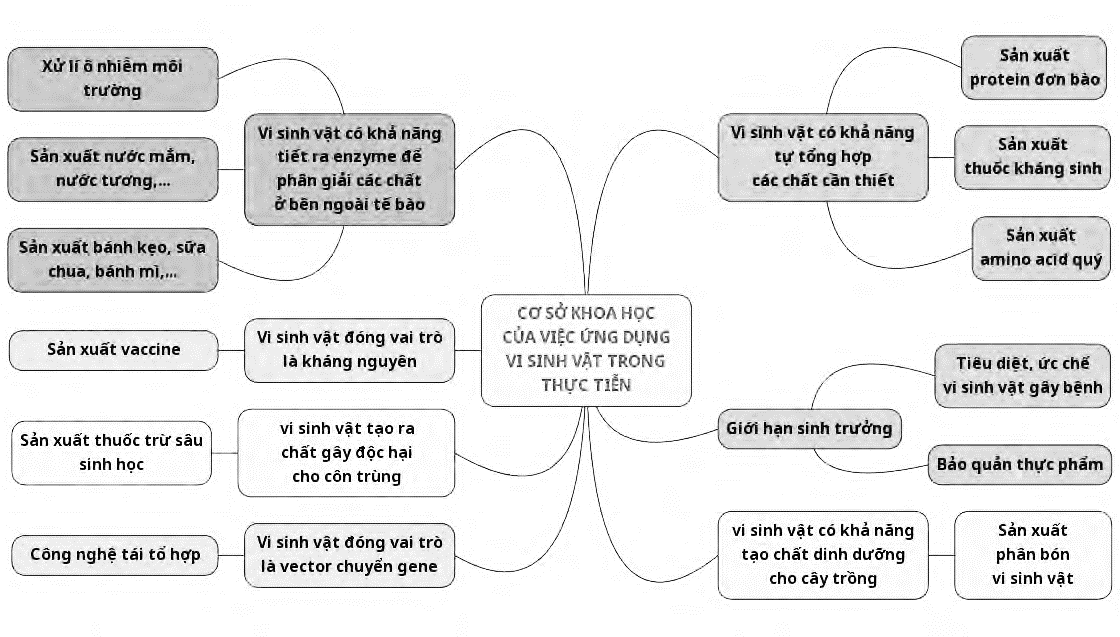 Xử lí ô nhiễm môi
trường
Sản xuất nước mắm,
nước tương,...
Sản xuất bánh kẹo, sữa
chua, bánh mì,...
Vi sinh vật có khả năng
tiết ra enzyme để
phân giải các chất
ở bên ngoài tế bào
Sản xuất vaccine
Vi sinh vật đóng vai trò
là kháng nguyên
Sản xuất thuốc trừ sâu
sinh học
vi sinh vật tạo ra
chất gây độc hại
cho côn trùng
Công nghệ tái tổ hợp
Vi sinh vật đóng vai trò
là vector chuyển gene
CƠ SỞ KHOA HỌC
CỦA VIỆC ỨNG DỤNG
VI SINH VẬT TRONG
THỰC TIỄN
Vi sinh vật có khả năng
tự tổng hợp
các chất cần thiết
Sản xuất
protein đơn bào
Sản xuất
thuốc kháng sinh
Sản xuất
amino acid quý
Giới hạn sinh trưởng
Tiêu diệt, ức chế
vi sinh vật gây bệnh
Bảo quản thực phẩm
vi sinh vật có khả năng
tạo chất dinh dưỡng
cho cây trồng
Sản xuất
phân bón
vi sinh vật